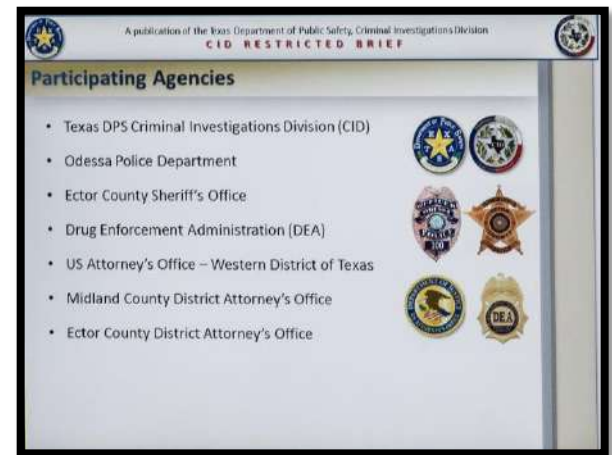 A publication of the Texas Department of Public Safety, Criminal Investigations Division
CID RESTRICTED BRIEF
Participating Agencies
• Texas DPS Criminal Investigations Division (CID)
• Odessa Police Department
• Ector County Sheriff's Office
• Drug Enforcement Administration (DEA)
• US Attorney's Office – Western District of Texas
• Midland County District Attorney's Office
• Ector County District Attorney's Office
DEA